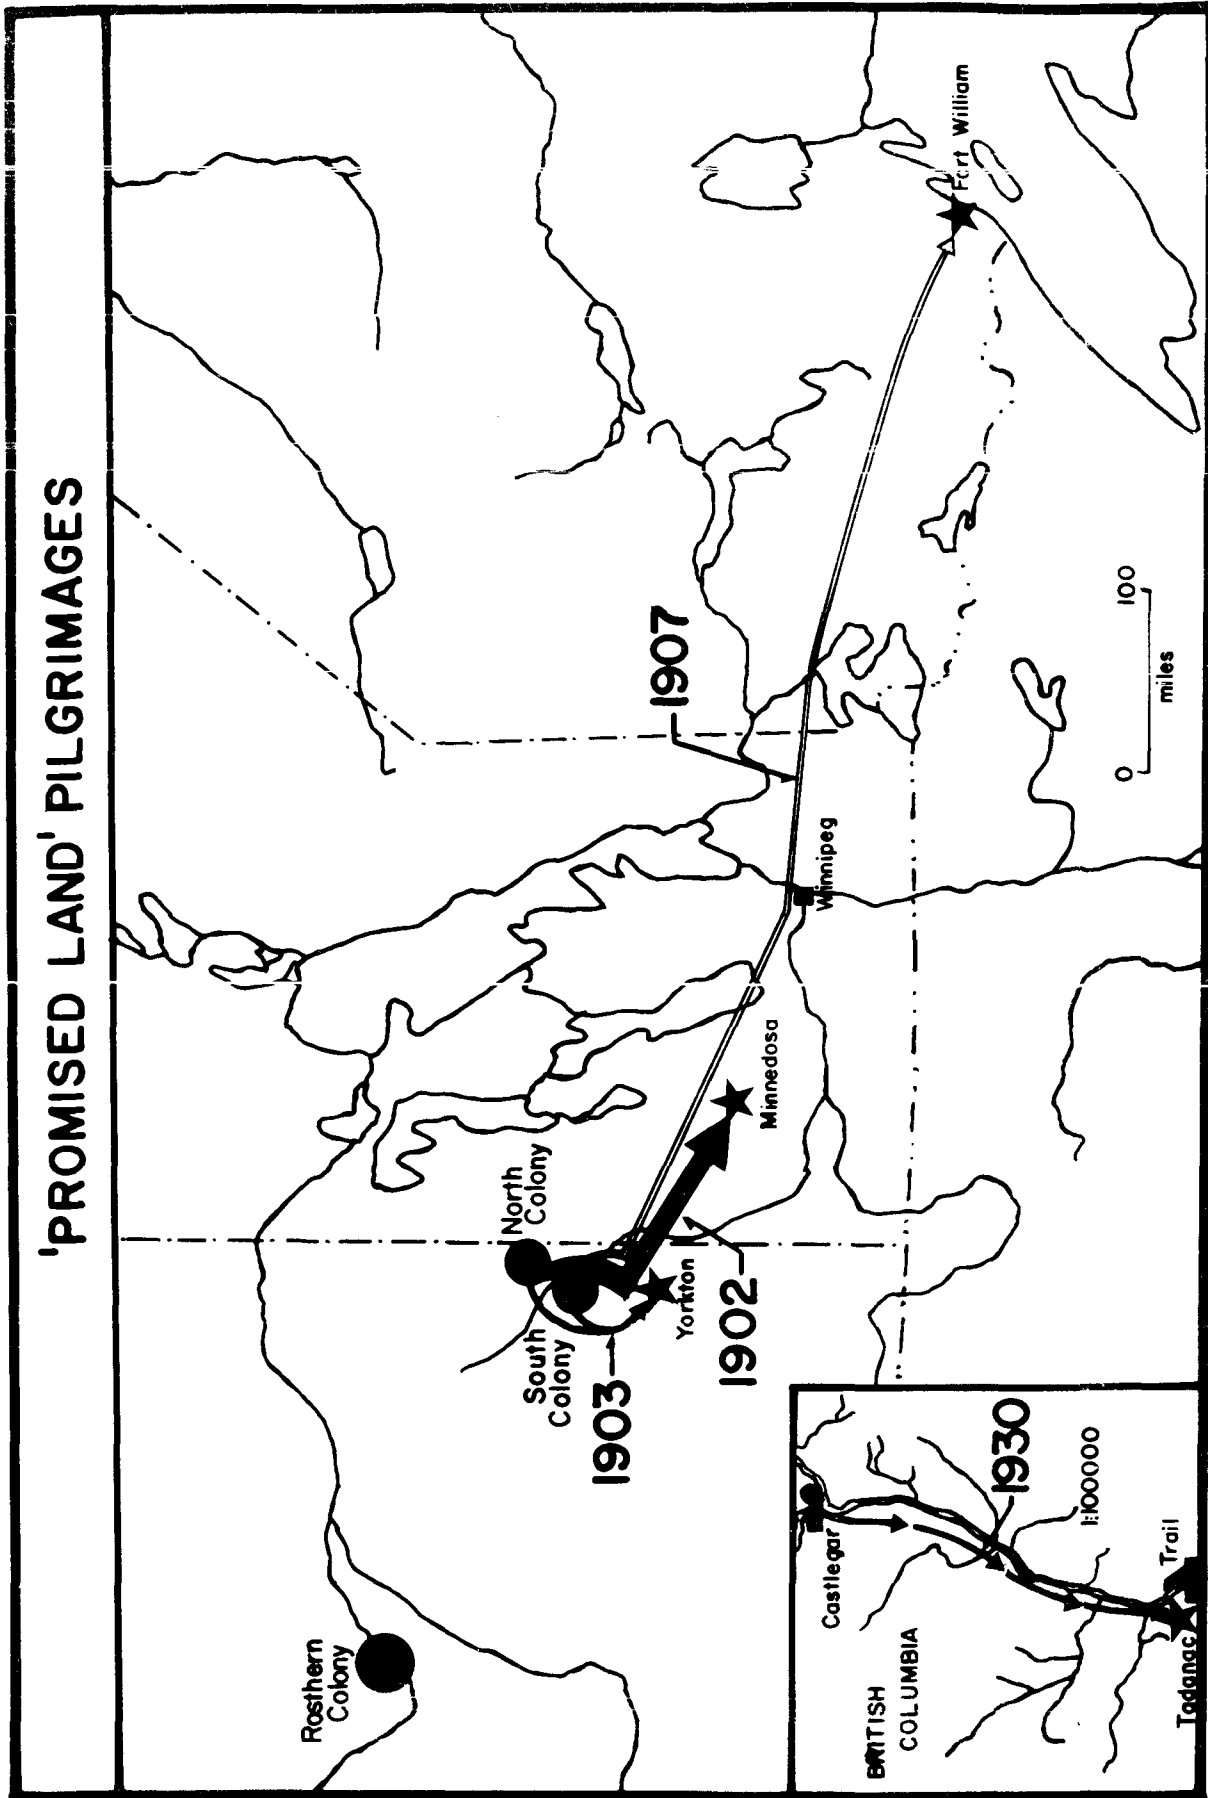 'PROMISED LAND' PILGRIMAGES
Rosthern
Colony
North
Colony
South
Colony
1903
Yorkton
1902
Minnedosa
Winnipeg
1907
Fort William
0
100
miles
Castlegar
1930
BRITISH
COLUMBIA
1:100000
Trail
Tadanac